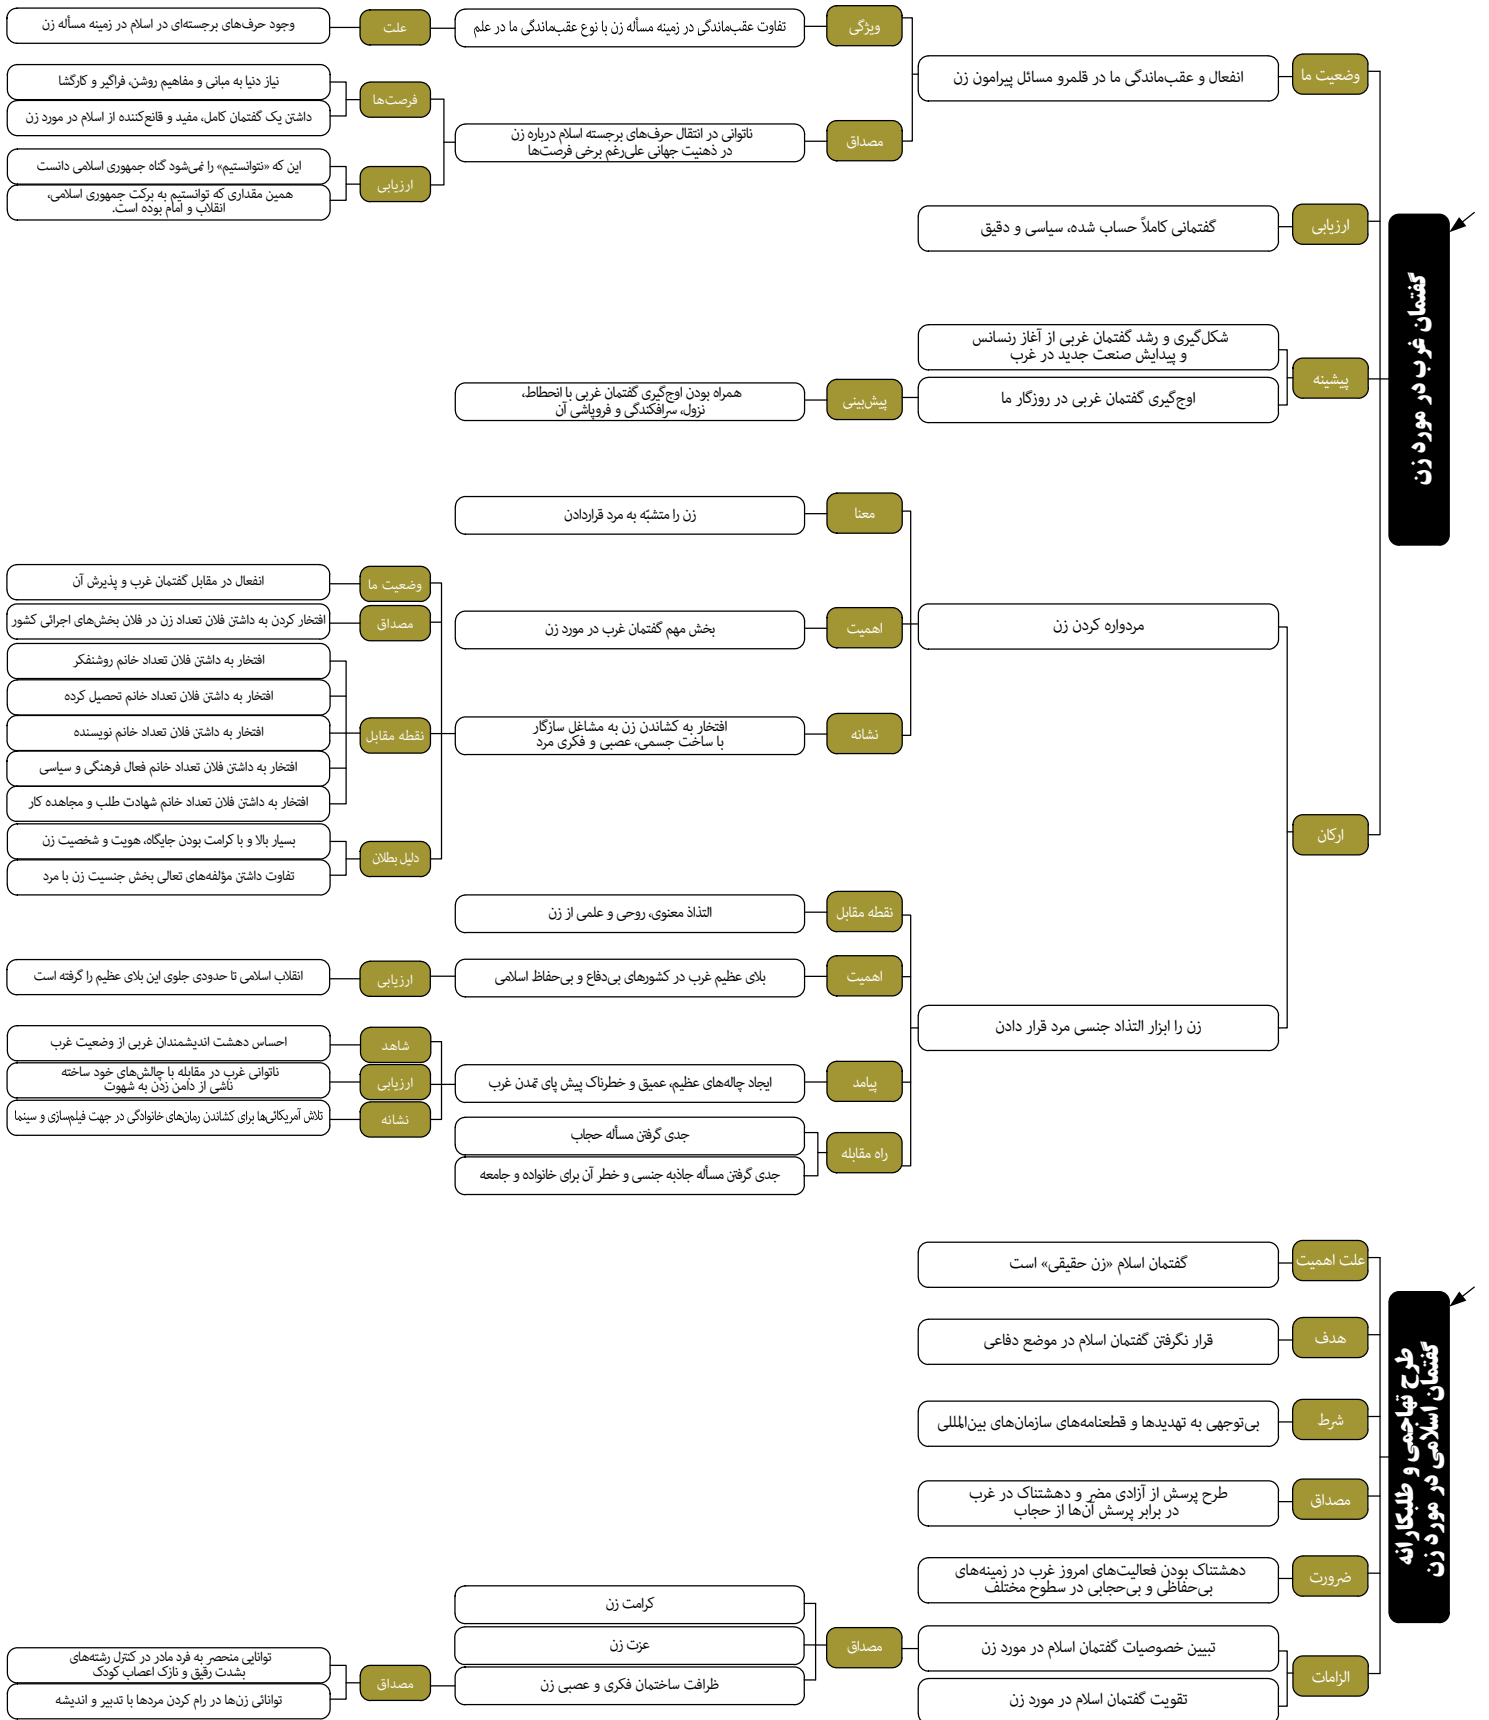 گفتمان غرب در مورد زن
وضعیت ما
انفعال و عقب‌ماندگی ما در قلمرو مسائل پیرامون زن
ویژگی
تفاوت عقب‌ماندگی در زمینه مسأله زن با نوع عقب‌ماندگی ما در علم
علت
وجود حرف‌های برجسته‌ای در اسلام در زمینه مسأله زن
مصداق
ناتوانی در انتقال حرف‌های برجسته اسلام درباره زن
در ذهنیت جهانی علی‌رغم برخی فرصت‌ها
فرصت‌ها
نیاز دنیا به مبانی و مفاهیم روشن، فراگیر و کارگشا
داشتن یک گفتمان کامل، مفید و قانع‌کننده از اسلام در مورد زن
ارزیابی
این که «نتوانستیم» را نمی‌شود گناه جمهوری اسلامی دانست
همین مقداری که توانستیم به برکت جمهوری اسلامی،
انقلاب و امام بوده است.
ارزیابی
گفتمانی کاملاً حساب شده، سیاسی و دقیق
پیشینه
شکل‌گیری و رشد گفتمان غربی از آغاز رنسانس
و پیدایش صنعت جدید در غرب
اوج‌گیری گفتمان غربی در روزگار ما
پیش‌بینی
همراه بودن اوج‌گیری گفتمان غربی با انحطاط،
نزول، سرافکندگی و فروپاشی آن
ارکان
مردواره کردن زن
معنا
زن را متشبّه به مرد قراردادن
اهمیت
بخش مهم گفتمان غرب در مورد زن
نشانه
افتخار به کشاندن زن به مشاغل سازگار
با ساخت جسمی، عصبی و فکری مرد
وضعیت ما
انفعال در مقابل گفتمان غرب و پذیرش آن
مصداق
افتخار کردن به داشتن فلان تعداد زن در فلان بخش‌های اجرائی کشور
نقطه مقابل
افتخار به داشتن فلان تعداد خانم روشنفکر
افتخار به داشتن فلان تعداد خانم تحصیل کرده
افتخار به داشتن فلان تعداد خانم نویسنده
افتخار به داشتن فلان تعداد خانم فعال فرهنگی و سیاسی
افتخار به داشتن فلان تعداد خانم شهادت طلب و مجاهده کار
دلیل بطلان
بسیار بالا و با کرامت بودن جایگاه، هویت و شخصیت زن
تفاوت داشتن مؤلفه‌های تعالی بخش جنسیت زن با مرد
زن را ابزار التذاد جنسی مرد قرار دادن
نقطه مقابل
التذاذ معنوی، روحی و علمی از زن
اهمیت
بلای عظیم غرب در کشورهای بی‌دفاع و بی‌حفاظ اسلامی
ارزیابی
انقلاب اسلامی تا حدودی جلوی این بلای عظیم را گرفته است
پیامد
ایجاد چاله‌های عظیم، عمیق و خطرناک پیش پای تمدن غرب
شاهد
احساس دهشت اندیشمندان غربی از وضعیت غرب
ارزیابی
ناتوانی غرب در مقابله با چالش‌های خود ساخته
ناشی از دامن زدن به شهوت
نشانه
تلاش آمریکائی‌ها برای کشاندن رمان‌های خانوادگی در جهت فیلم‌سازی و سینما
راه مقابله
جدی گرفتن مسأله حجاب
جدی گرفتن مسأله جاذبه جنسی و خطر آن برای خانواده و جامعه
طرح تهاجمی و طلبکارانه
گفتمان اسلامی در مورد زن
علت اهمیت
گفتمان اسلام «زن حقیقی» است
هدف
قرار نگرفتن گفتمان اسلام در موضع دفاعی
شرط
بی‌توجهی به تهدیدها و قطعنامه‌های سازمان‌های بین‌المللی
مصداق
طرح پرسش از آزادی مضر و دهشتناک در غرب
در برابر پرسش آن‌ها از حجاب
ضرورت
دهشتناک بودن فعالیت‌های امروز غرب در زمینه‌های
بی‌حفاظی و بی‌حجابی در سطوح مختلف
الزامات
تبیین خصوصیات گفتمان اسلام در مورد زن
مصداق
کرامت زن
عزت زن
ظرافت ساختمان فکری و عصبی زن
مصداق
توانایی منحصر به فرد مادر در کنترل رشته‌های
بشدت رقیق و نازک اعصاب کودک
توانائی زن‌ها در رام کردن مردها با تدبیر و اندیشه
تقویت گفتمان اسلام در مورد زن